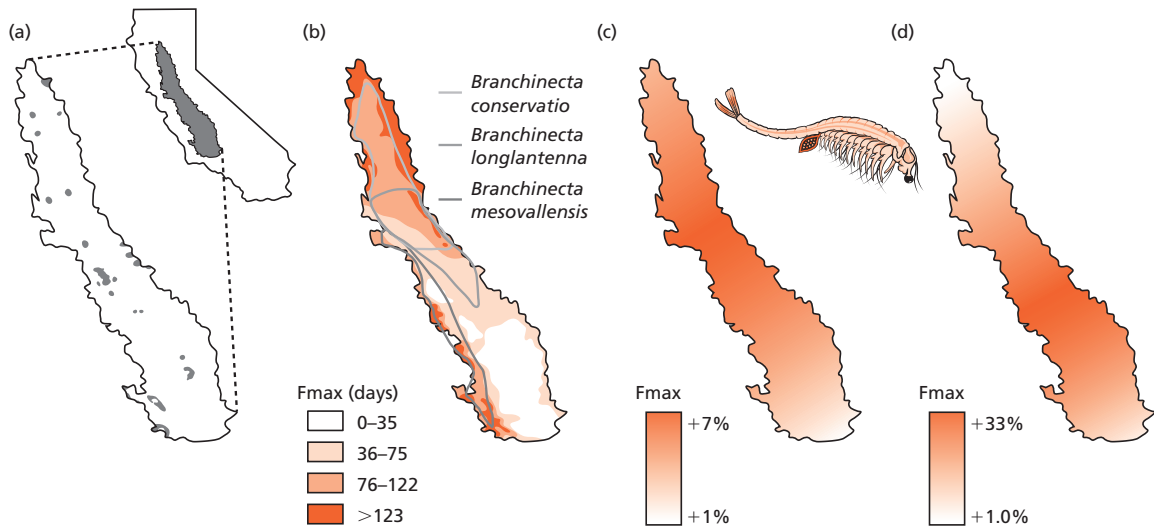 (a)
(b)
(c)
(d)
Branchinecta
conservatio
Branchinecta
longlantenna
Branchinecta
mesovallensis
Fmax (days)
0–35
36–75
76–122
>123
Fmax
+7%
+1%
Fmax
+33%
+1.0%